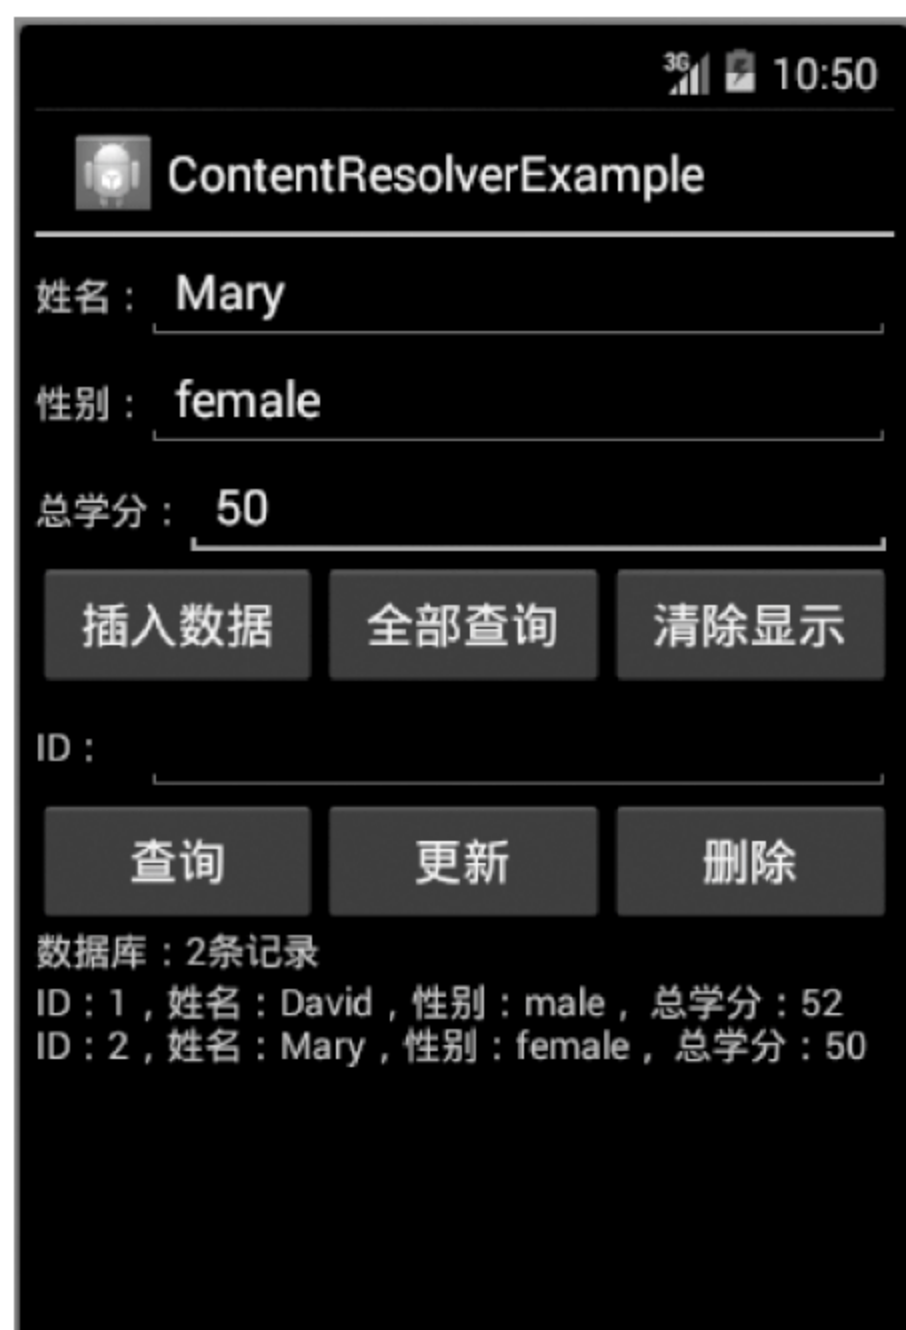 3G 10:50
ContentResolverExample
姓名：Mary
性别：female
总学分：50
插入数据 全部查询 清除显示
ID：
查询 更新 删除
数据库：2条记录
ID：1，姓名：David，性别：male， 总学分：52
ID：2，姓名：Mary，性别：female， 总学分：50